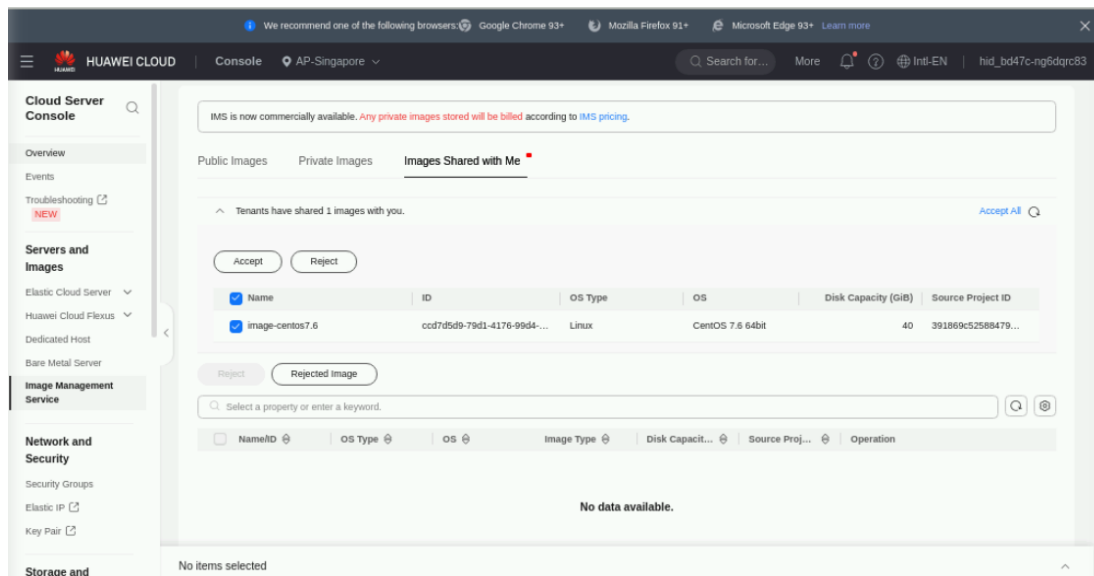 We recommend one of the following browsers: Google Chrome 93+ Mozilla Firefox 91+ Microsoft Edge 93+ Learn more
HUAWEI HUAWEI CLOUD Console AP-Singapore Search for... More Intl-EN hid_bd47c-ng6dqrc83
Cloud Server
Console
Overview
Events
Troubleshooting
NEW
Servers and
Images
Elastic Cloud Server
Huawei Cloud Flexus
Dedicated Host
Bare Metal Server
Image Management
Service
Network and
Security
Security Groups
Elastic IP
Key Pair
Storage and
IMS is now commercially available. Any private images stored will be billed according to IMS pricing.
Public Images Private Images Images Shared with Me
Tenants have shared 1 images with you. Accept All
Accept Reject
Name ID OS Type OS Disk Capacity (GiB) Source Project ID
image-centos7.6 ccd7d5d9-79d1-4176-99d4-... Linux CentOS 7.6 64bit 40 391869c52588479...
Reject Rejected Image
Select a property or enter a keyword.
Name/ID OS Type OS Image Type Disk Capacit... Source Proj... Operation
No data available.
No items selected